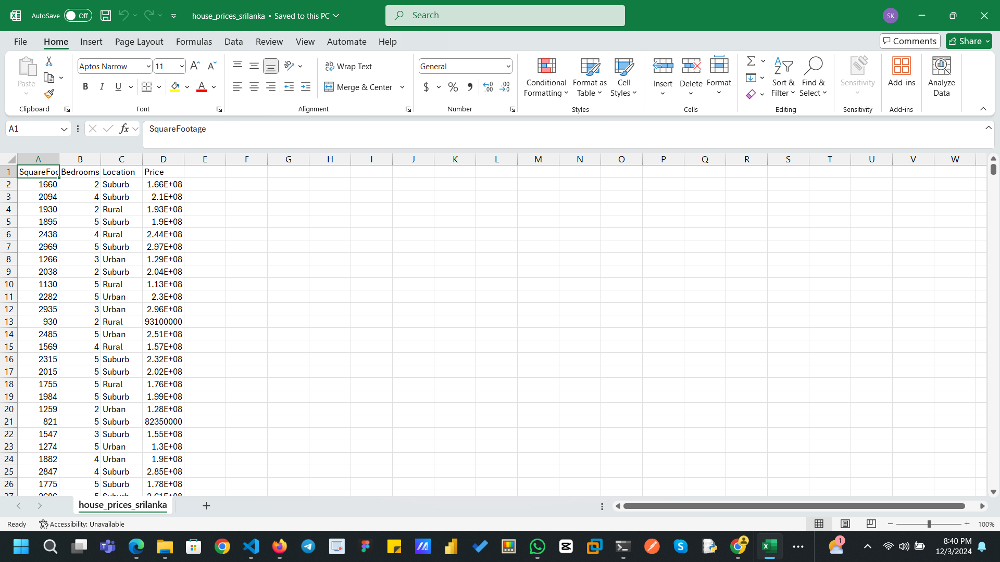 AutoSave Off house_prices_srilanka • Saved to this PC Search SK
File Home Insert Page Layout Formulas Data Review View Automate Help Comments Share
Paste Aptos Narrow 11 Wrap Text General Conditional Formatting Format as Table Cell Styles Insert Delete Format Sort & Filter Find & Select Sensitivity Add-ins Analyze Data
B I U A Merge & Center $ % 9
Clipboard Font Alignment Number Styles Cells Editing Sensitivity Add-ins
A1 fx SquareFootage
A B C D E F G H I J K L M N O P Q R S T U V W
1 SquareFoo Bedrooms Location Price
2 1660 2 Suburb 1.66E+08
3 2094 4 Suburb 2.1E+08
4 1930 2 Rural 1.93E+08
5 1895 5 Suburb 1.9E+08
6 2438 4 Rural 2.44E+08
7 2969 5 Suburb 2.97E+08
8 1266 3 Urban 1.29E+08
9 2038 2 Suburb 2.04E+08
10 1130 5 Rural 1.13E+08
11 2282 5 Urban 2.3E+08
12 2935 3 Urban 2.96E+08
13 930 2 Rural 93100000
14 2485 5 Urban 2.51E+08
15 1569 4 Rural 1.57E+08
16 2315 5 Suburb 2.32E+08
17 2015 5 Suburb 2.02E+08
18 1755 5 Rural 1.76E+08
19 1984 5 Suburb 1.99E+08
20 1259 2 Urban 1.28E+08
21 821 5 Suburb 82350000
22 1547 3 Suburb 1.55E+08
23 1274 5 Urban 1.3E+08
24 1882 4 Urban 1.9E+08
25 2847 4 Suburb 2.85E+08
26 1775 5 Suburb 1.78E+08
house_prices_srilanka
Ready Accessibility: Unavailable 100%
1 8:40 PM
12/3/2024